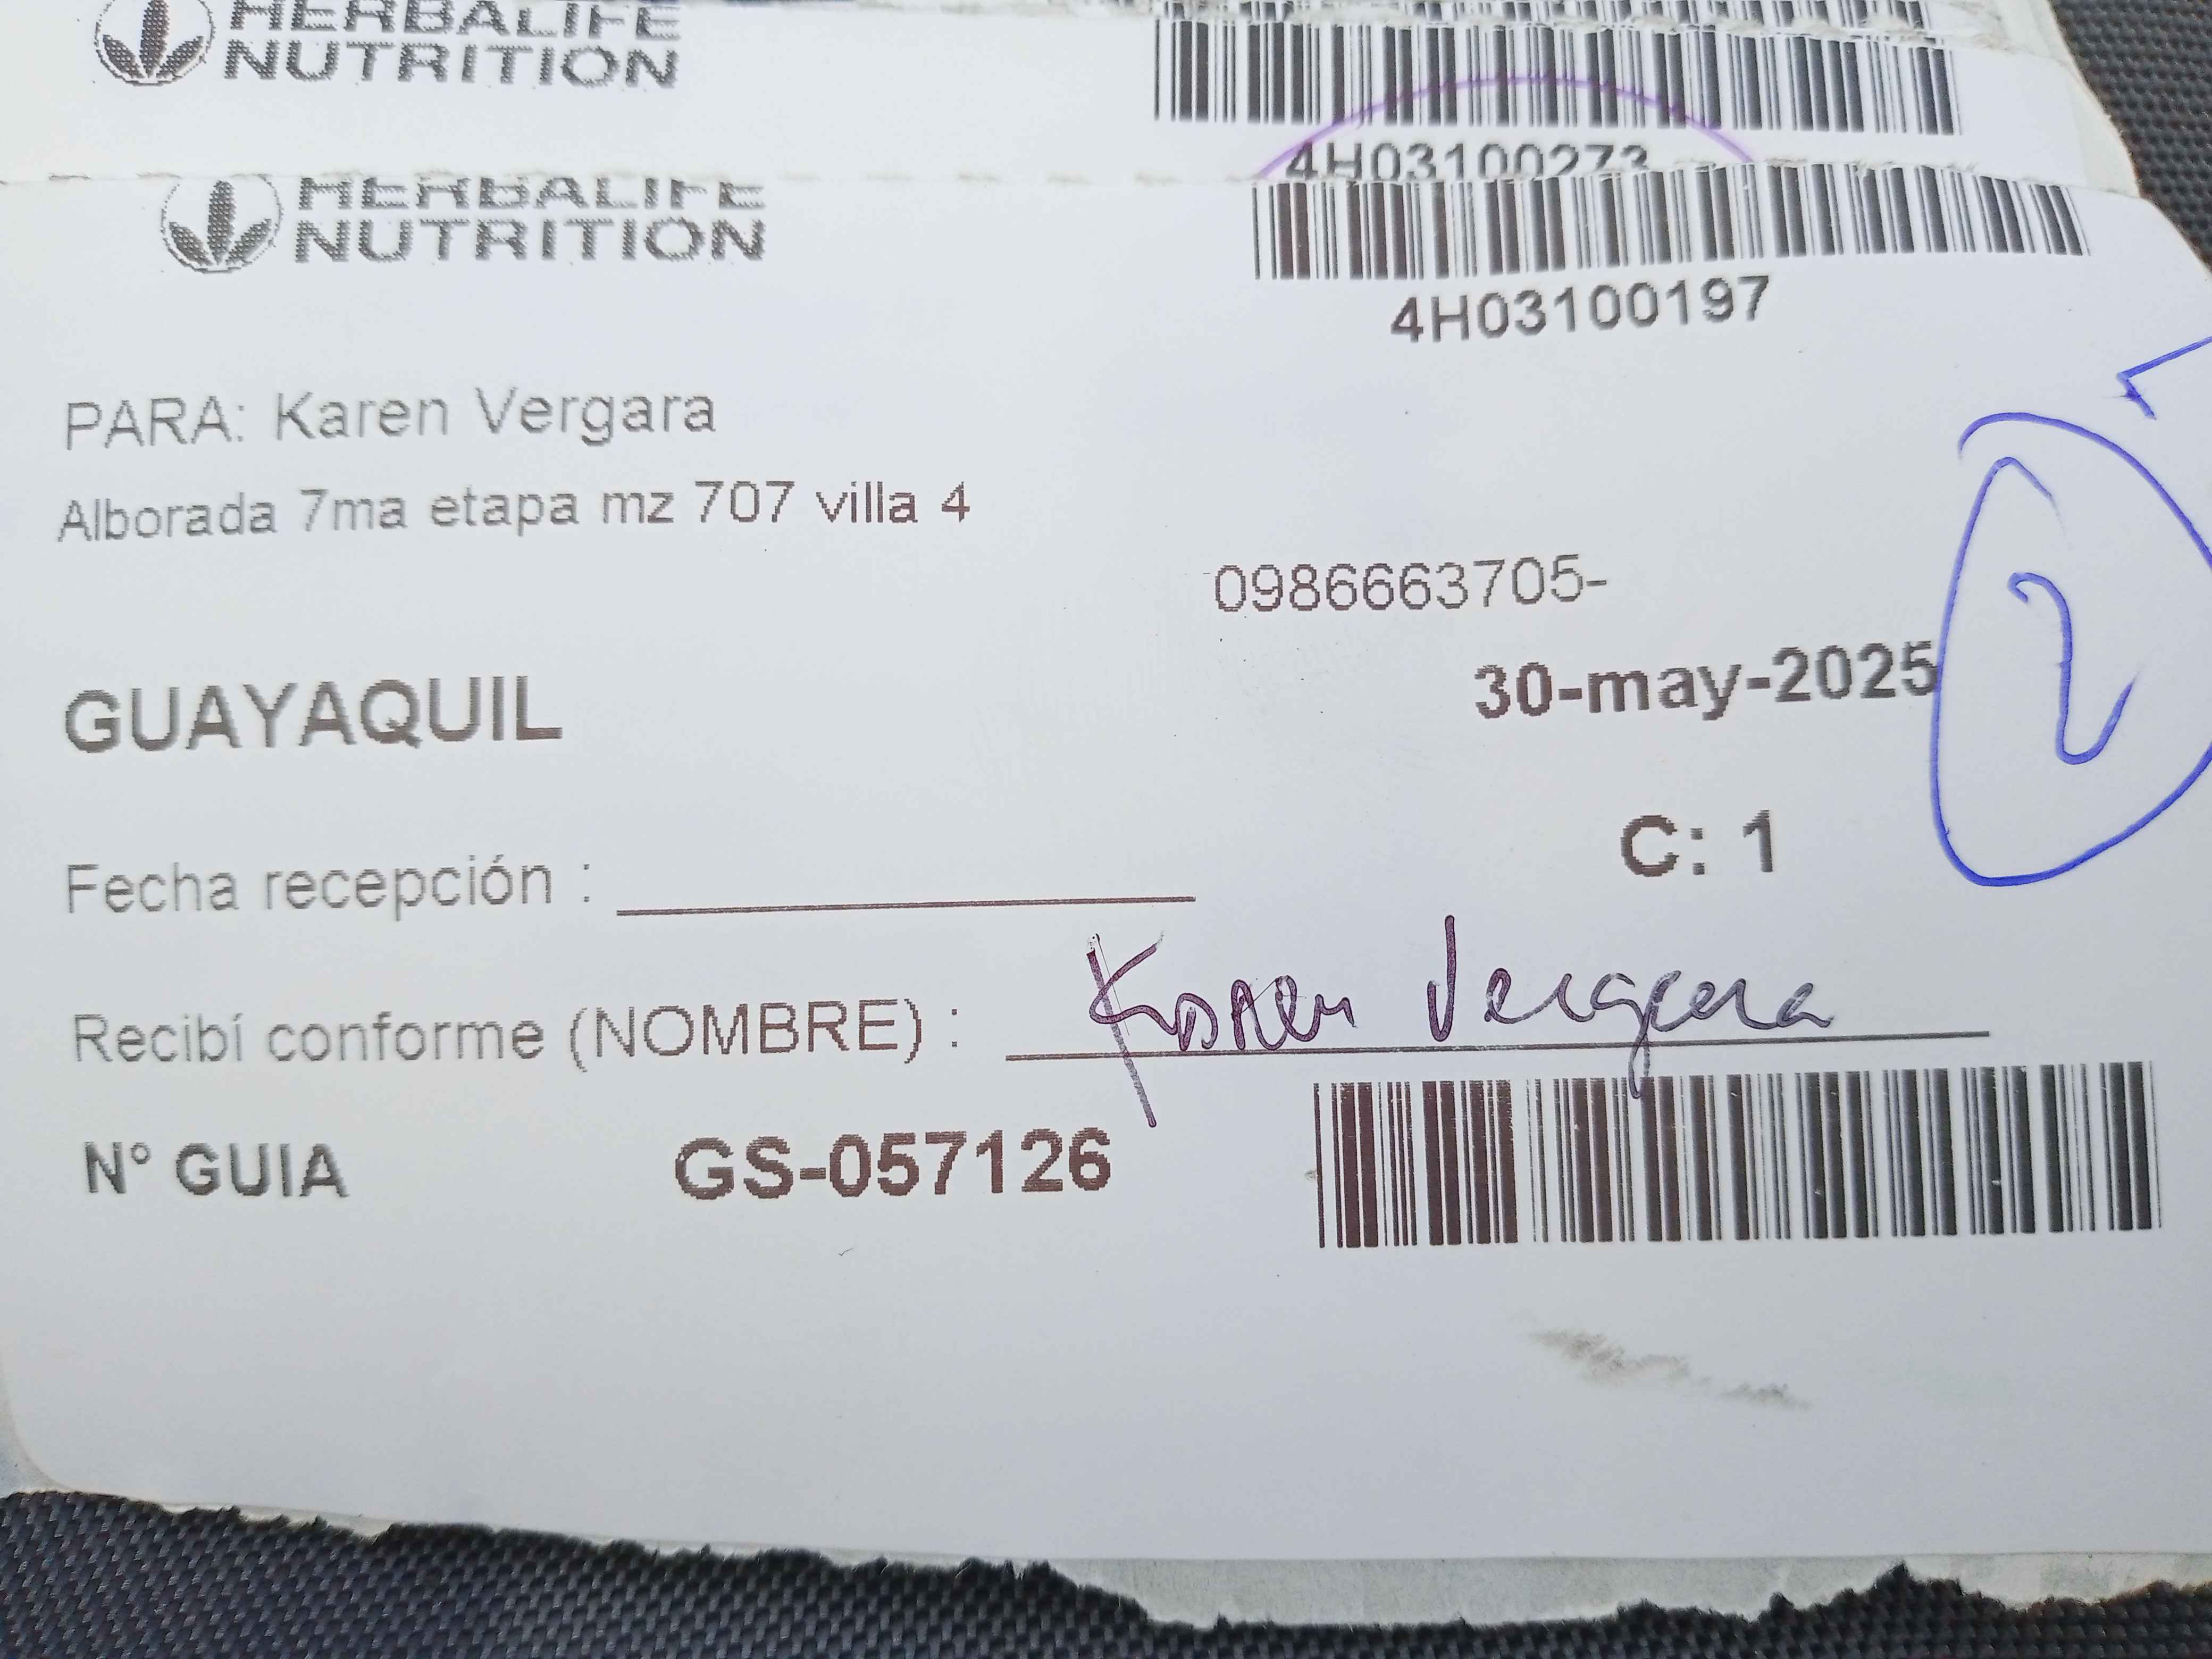 HERBALIFE
NUTRITION
4H03100273
HERBALIFE
NUTRITION
4H03100197
PARA: Karen Vergara
Alborada 7ma etapa mz 707 villa 4
0986663705-
GUAYAQUIL
30-may-2025
2
C: 1
Fecha recepción :
Recibí conforme (NOMBRE) : Karen Vergara
N° GUIA GS-057126